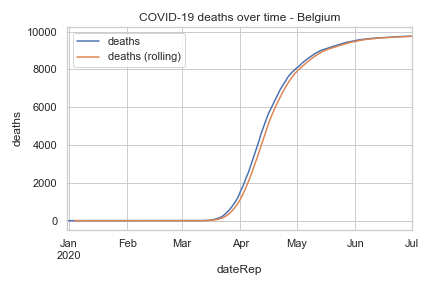 COVID-19 deaths over time - Belgium
deaths
deaths (rolling)
10000
8000
6000
4000
2000
0
deaths
Jan Feb Mar Apr May Jun Jul
2020
dateRep